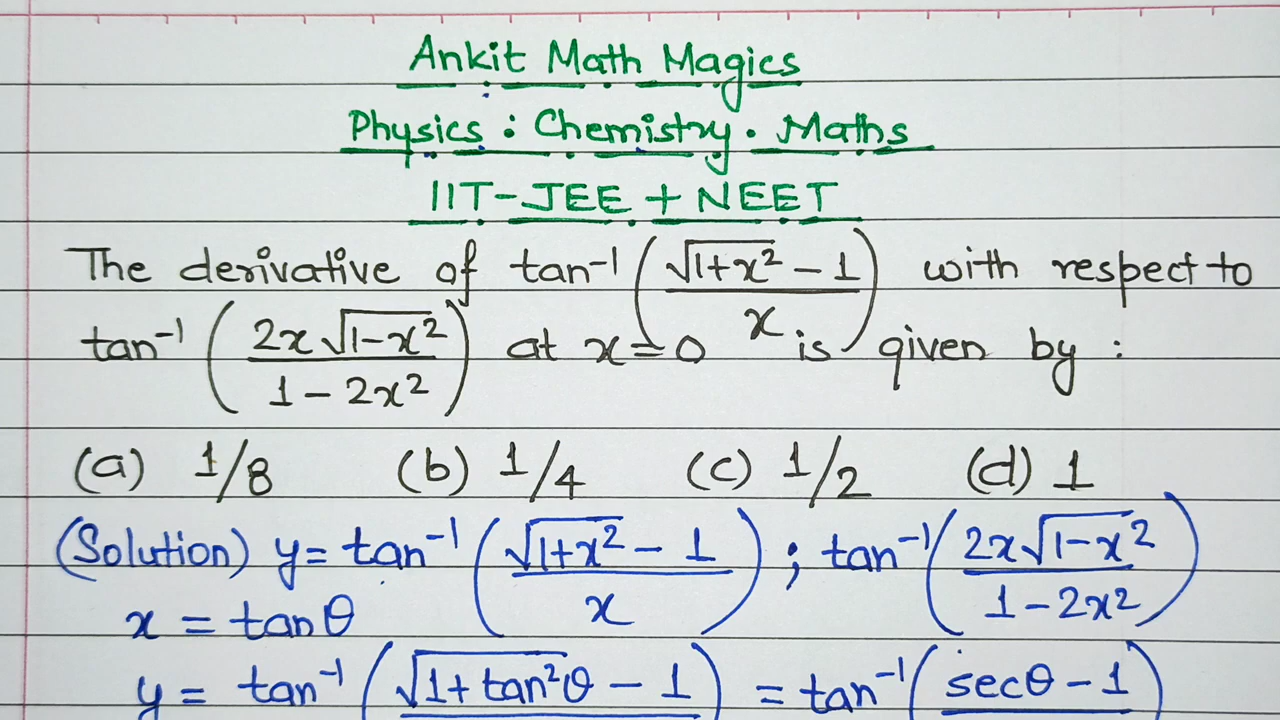 Ankit Math Magics
Physics : Chemistry . Maths
IIT-JEE + NEET
The derivative of tan⁻¹ ( (√(1+x²) - 1) / x ) with respect to
tan⁻¹ ( (2x√(1-x²)) / (1-2x²) ) at x=0 is given by :
(a) 1/8 (b) 1/4 (c) 1/2 (d) 1
(Solution) y= tan⁻¹ ( (√(1+x²) - 1) / x ) ; tan⁻¹ ( (2x√(1-x²)) / (1-2x²) )
x = tanθ
y = tan⁻¹ ( √(1+tan²θ) - 1 ) = tan⁻¹ ( secθ - 1 )